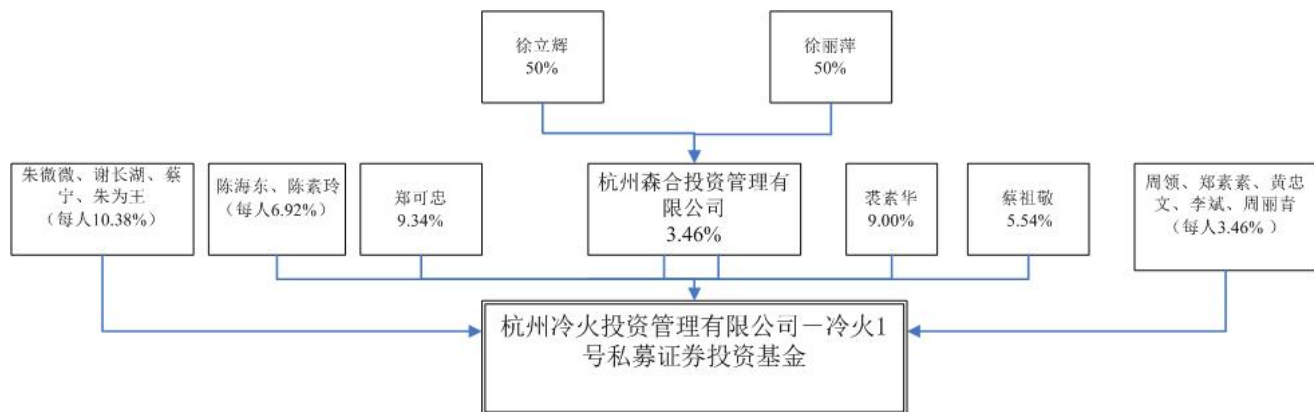 徐立辉
50%
徐丽萍
50%
朱微微、谢长湖、蔡
宁、朱为王
（每人10.38%）
陈海东、陈素玲
（每人6.92%）
郑可忠
9.34%
杭州森合投资管理有
限公司
3.46%
裘素华
9.00%
蔡祖敬
5.54%
周领、郑素素、黄忠
文、李斌、周丽青
（每人3.46% ）
杭州冷火投资管理有限公司－冷火1
号私募证券投资基金